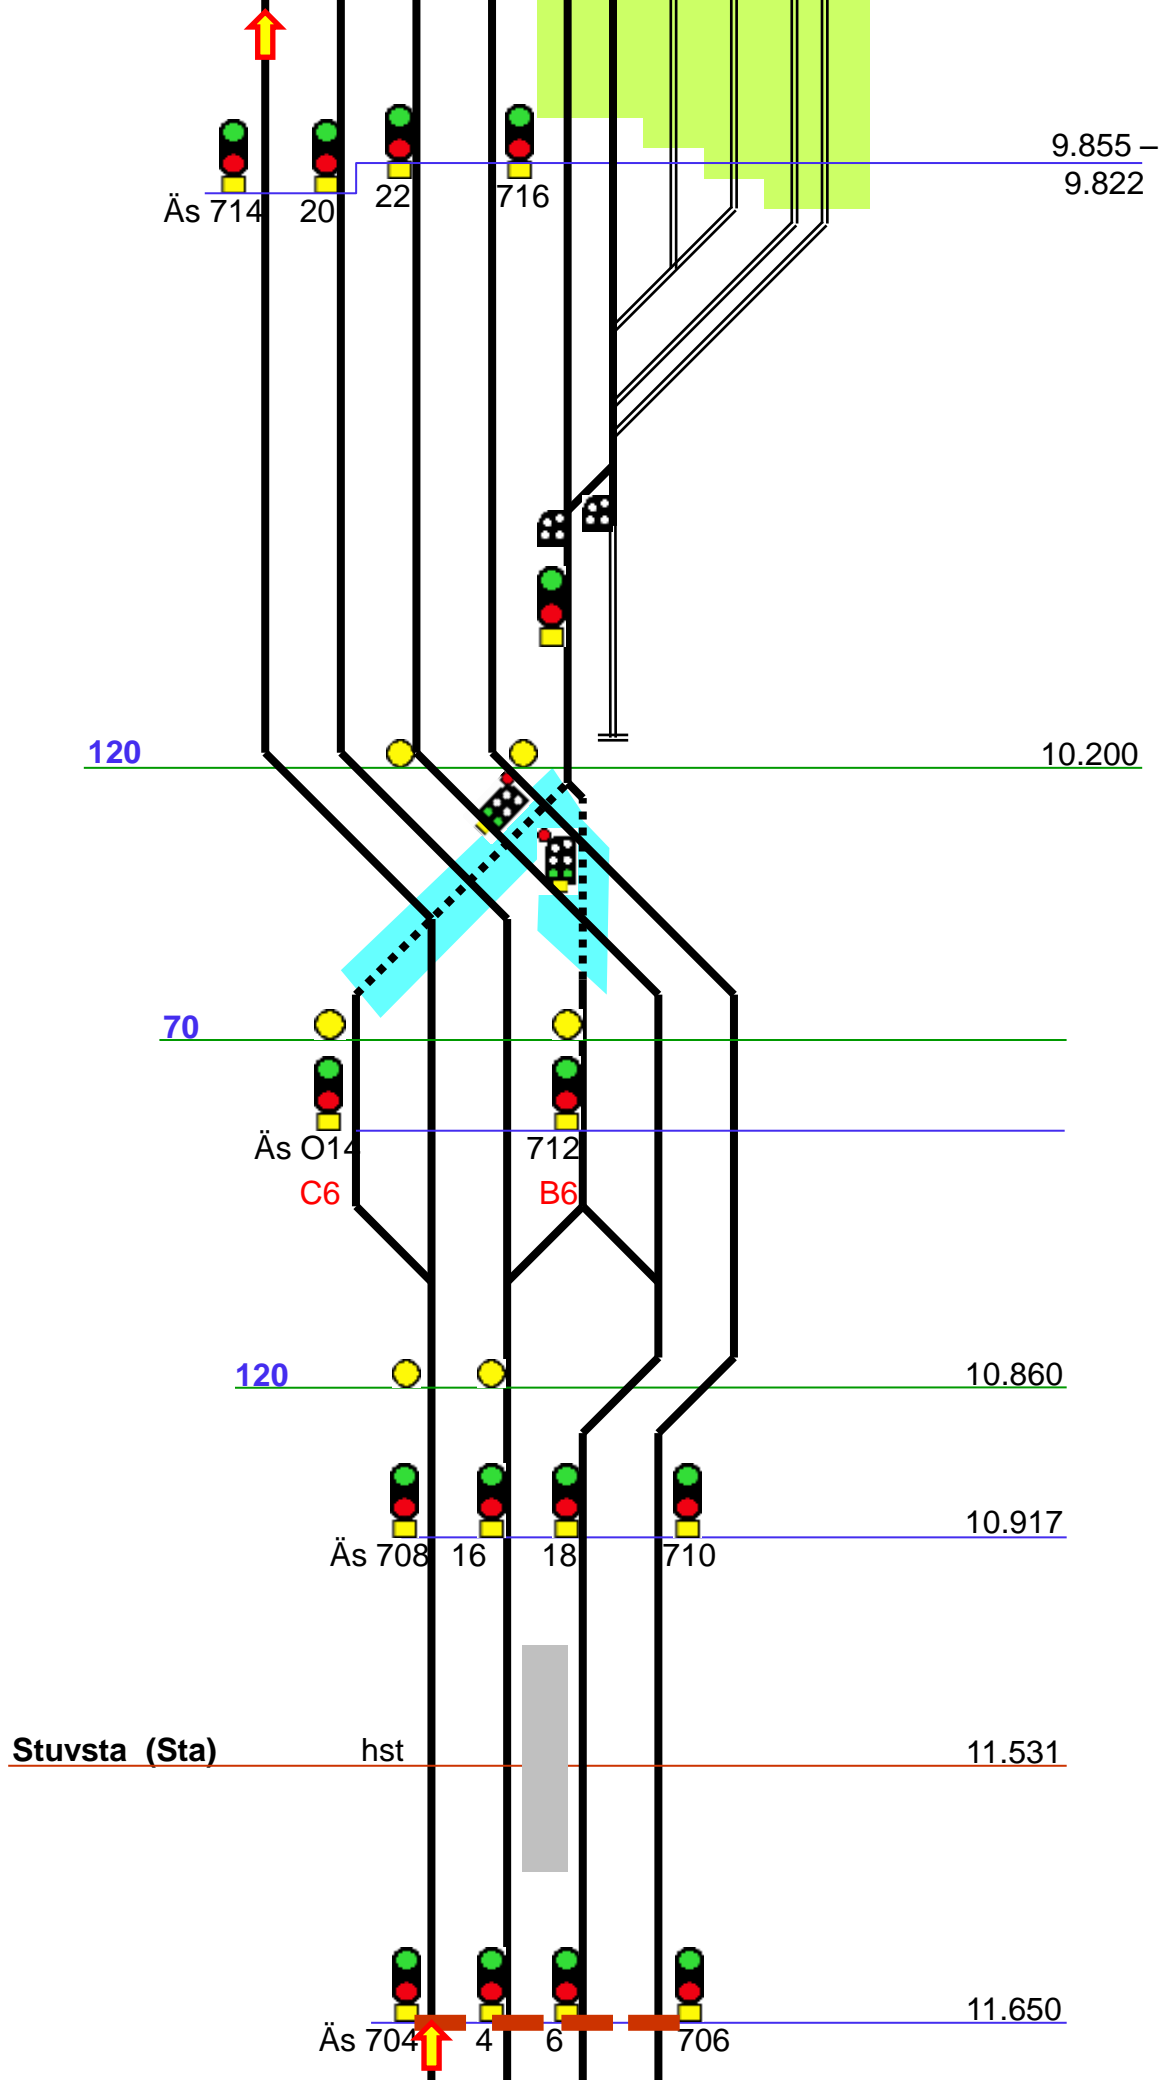 9.855 –
9.822
Äs 714 20 22 716
120 10.200
70
Äs O14 712
C6 B6
120 10.860
10.917
Äs 708 16 18 710
Stuvsta (Sta) hst 11.531
11.650
Äs 704 4 6 706